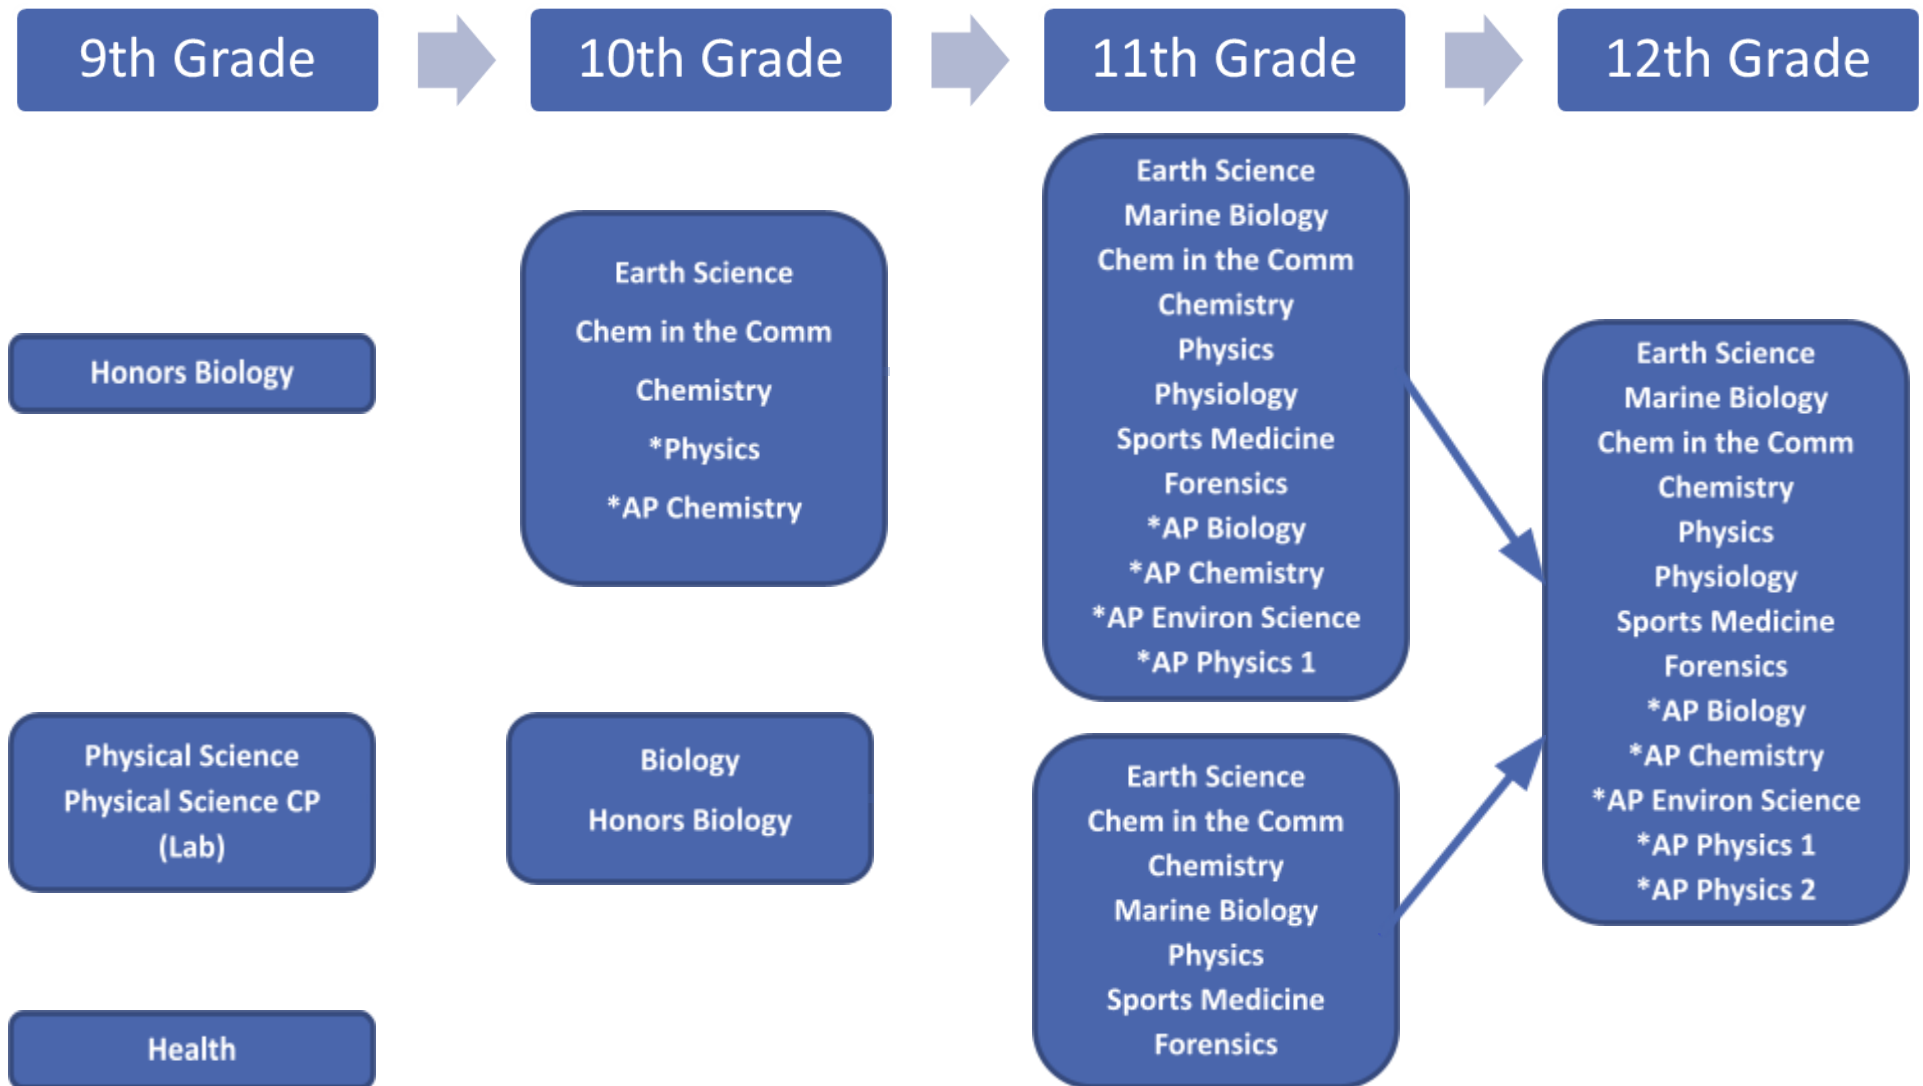 9th Grade
10th Grade
11th Grade
12th Grade
Honors Biology
Physical Science
Physical Science CP
(Lab)
Health
Earth Science
Chem in the Comm
Chemistry
*Physics
*AP Chemistry
Biology
Honors Biology
Earth Science
Marine Biology
Chem in the Comm
Chemistry
Physics
Physiology
Sports Medicine
Forensics
*AP Biology
*AP Chemistry
*AP Environ Science
*AP Physics 1
Earth Science
Chem in the Comm
Chemistry
Marine Biology
Physics
Sports Medicine
Forensics
Earth Science
Marine Biology
Chem in the Comm
Chemistry
Physics
Physiology
Sports Medicine
Forensics
*AP Biology
*AP Chemistry
*AP Environ Science
*AP Physics 1
*AP Physics 2